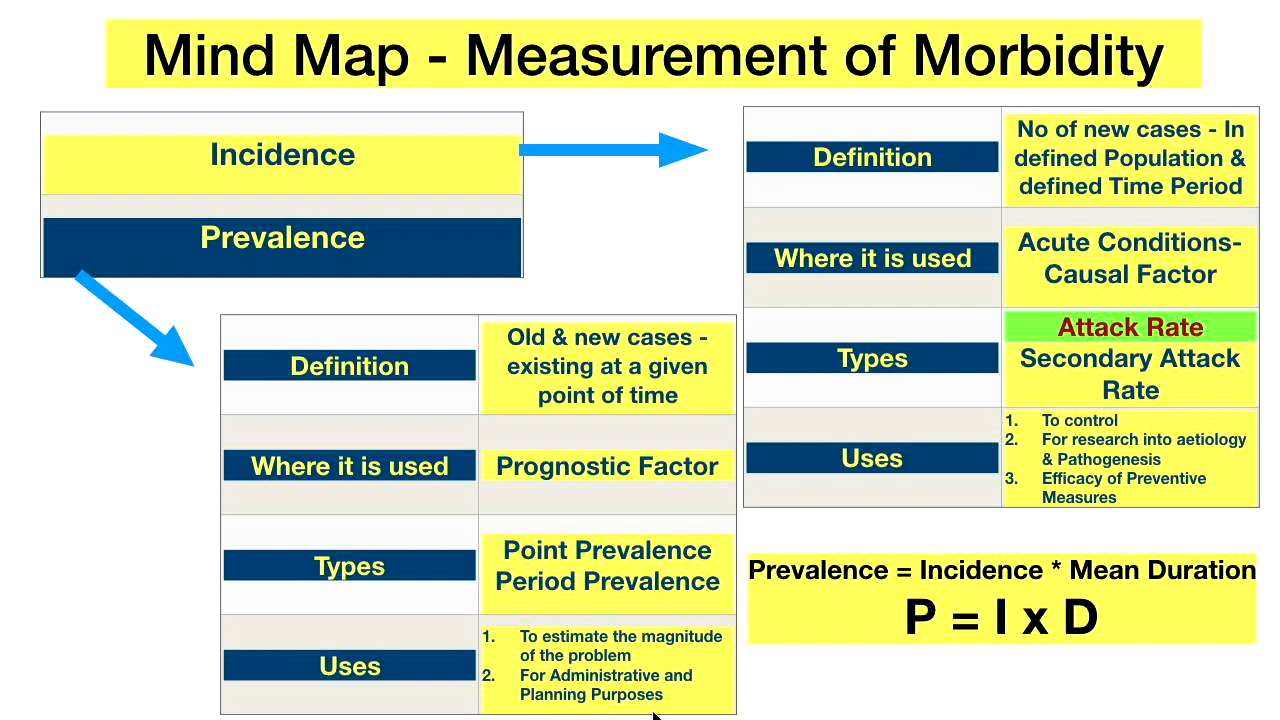 Mind Map - Measurement of Morbidity
Incidence
Prevalence
Definition
No of new cases - In
defined Population &
defined Time Period
Where it is used
Acute Conditions-
Causal Factor
Types
Attack Rate
Secondary Attack
Rate
Uses
1. To control
2. For research into aetiology
& Pathogenesis
3. Efficacy of Preventive
Measures
Definition
Old & new cases -
existing at a given
point of time
Where it is used
Prognostic Factor
Types
Point Prevalence
Period Prevalence
Uses
1. To estimate the magnitude
of the problem
2. For Administrative and
Planning Purposes
Prevalence = Incidence * Mean Duration
P = I x D